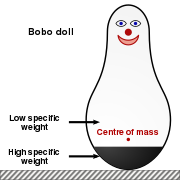 Bobo doll
Low specific
weight
Centre of mass
High specific
weight